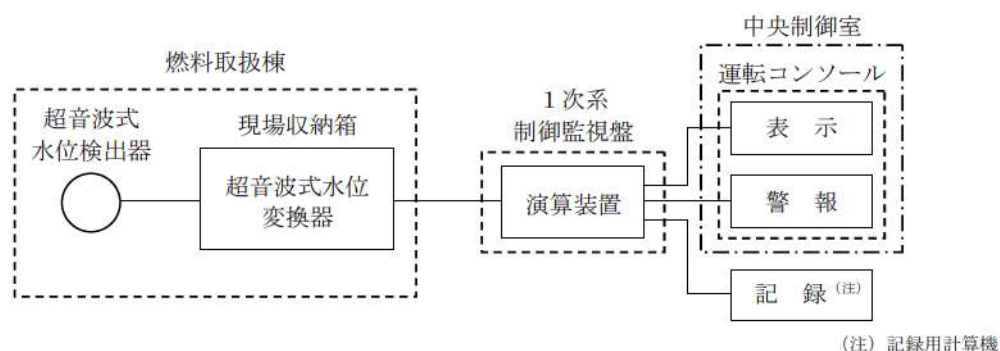 燃料取扱棟
超音波式
水位検出器
現場収納箱
超音波式水位
変換器
1次系
制御監視盤
演算装置
中央制御室
運転コンソール
表 示
警 報
記 録 (注)
(注) 記録用計算機